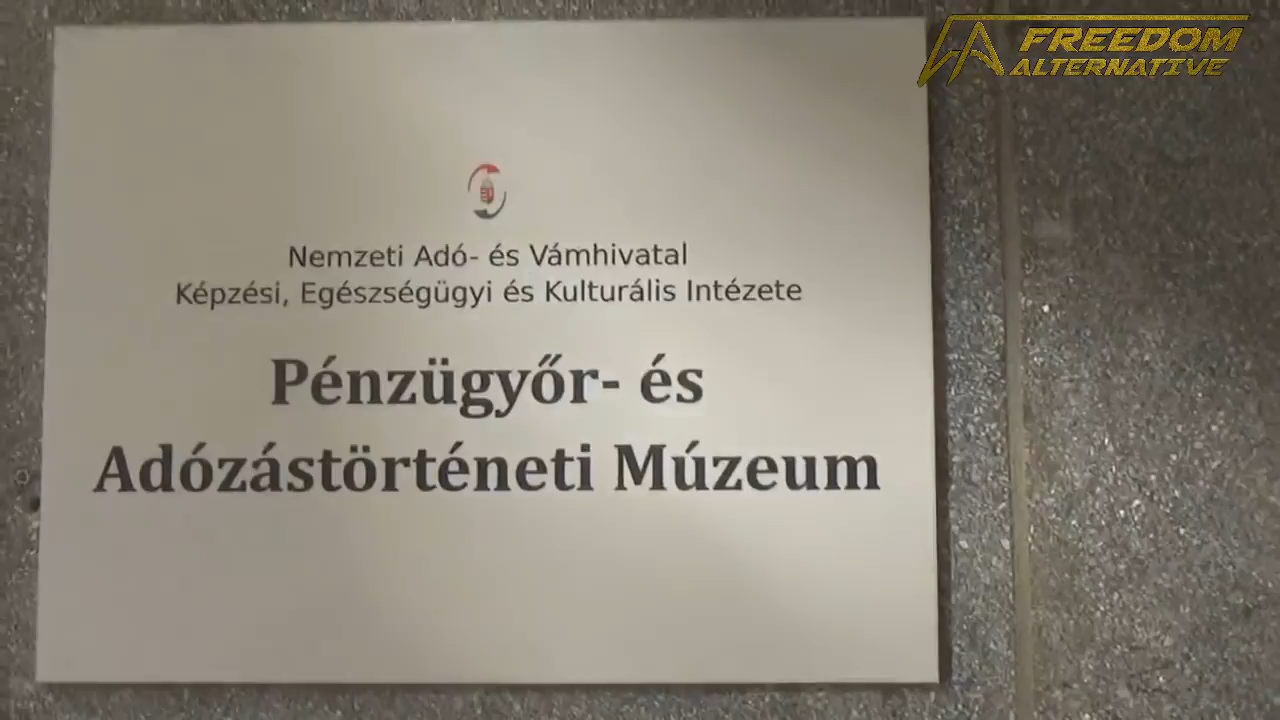 FREEDOM
ALTERNATIVE
Nemzeti Adó- és Vámhivatal
Képzési, Egészségügyi és Kulturális Intézete
Pénzügyőr- és
Adózástörténeti Múzeum